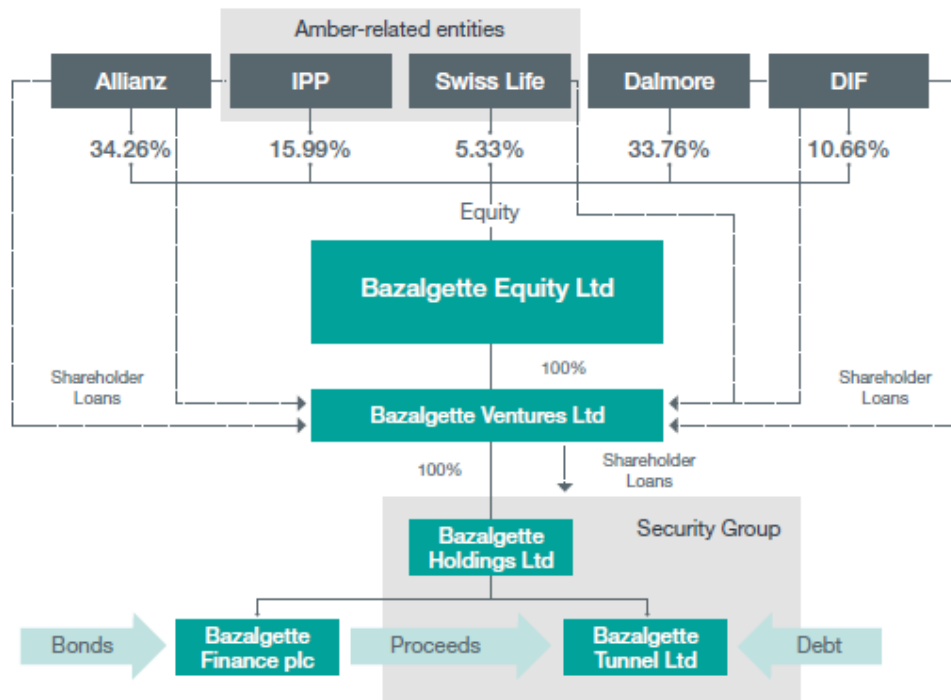 Amber-related entities
Allianz
IPP
Swiss Life
Dalmore
DIF
34.26%
15.99%
5.33%
33.76%
10.66%
Equity
Bazalgette Equity Ltd
100%
Shareholder
Loans
Shareholder
Loans
Bazalgette Ventures Ltd
100%
Shareholder
Loans
Security Group
Bazalgette
Holdings Ltd
Bonds
Bazalgette
Finance plc
Proceeds
Bazalgette
Tunnel Ltd
Debt